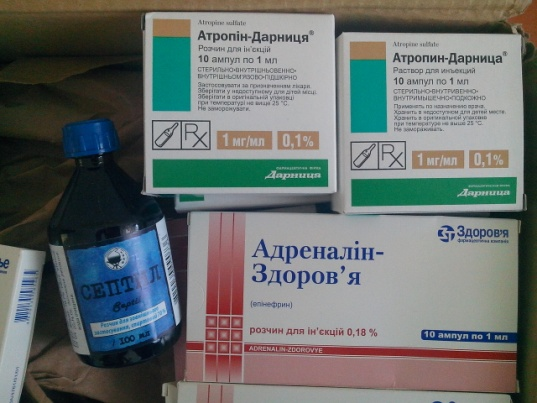 Atropine sulfate
Атропін-Дарниця®
Розчин для ін'єкцій
10 ампул по 1 мл
СТЕРИЛЬНО•ВНУТРІШНЬОВЕННО•
ВНУТРІШНЬОМ'ЯЗОВО•ПІДШКІРНО
Застосовувати за призначенням лікаря.
Зберігати у недоступному для дітей місці.
Зберігати в оригінальній упаковці
при температурі не вище 25 °С.
Не заморожувати.
RX
1 мг/мл
0,1%
Дарниця
Atropine sulfate
Атропин-Дарница®
Раствор для инъекций
10 ампул по 1 мл
СТЕРИЛЬНО•ВНУТРИВЕННО•
ВНУТРИМЫШЕЧНО•ПОДКОЖНО
Применять по назначению врача.
Хранить в недоступном для детей месте.
Хранить в оригинальной упаковке
при температуре не выше 25 °С.
Не замораживать.
RX
1 мг/мл
0,1%
Дарниця
СЕПТИЛ
100 мл
Здоров'я
фармацевтична компанія
Адреналін-
Здоров'я
(епінефрин)
розчин для ін'єкцій 0,18 %
10 ампул по 1 мл
ADRENALIN-ZDOROVYE